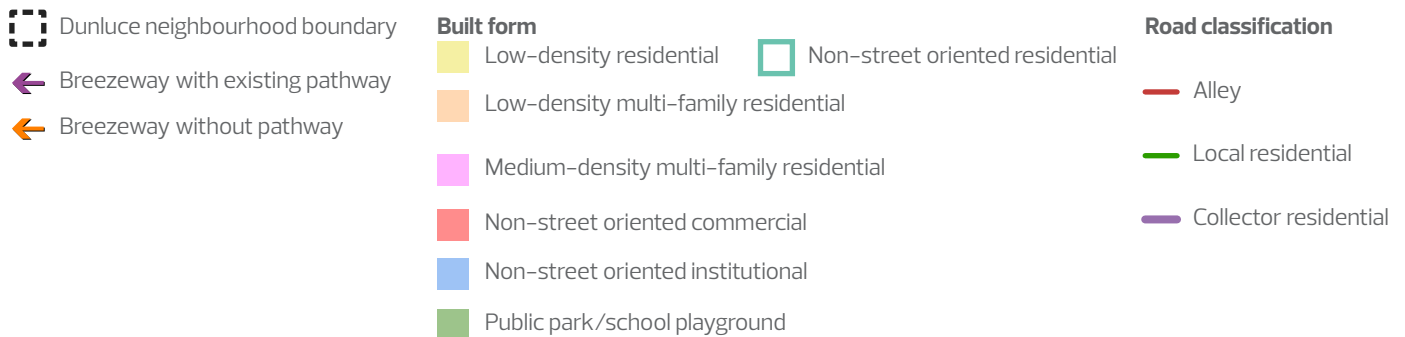 Dunluce neighbourhood boundary
Breezeway with existing pathway
Breezeway without pathway
Built form
Low-density residential
Non-street oriented residential
Low-density multi-family residential
Medium-density multi-family residential
Non-street oriented commercial
Non-street oriented institutional
Public park/school playground
Road classification
Alley
Local residential
Collector residential